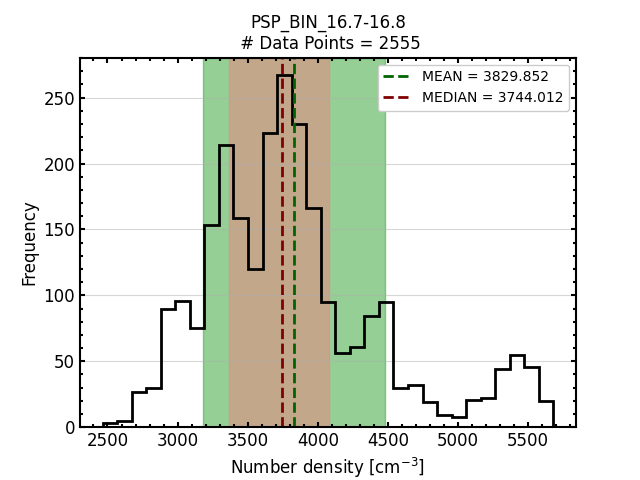 PSP_BIN_16.7-16.8
# Data Points = 2555
MEAN = 3829.852
MEDIAN = 3744.012
Frequency
250
200
150
100
50
0
2500 3000 3500 4000 4500 5000 5500
Number density [cm⁻³]